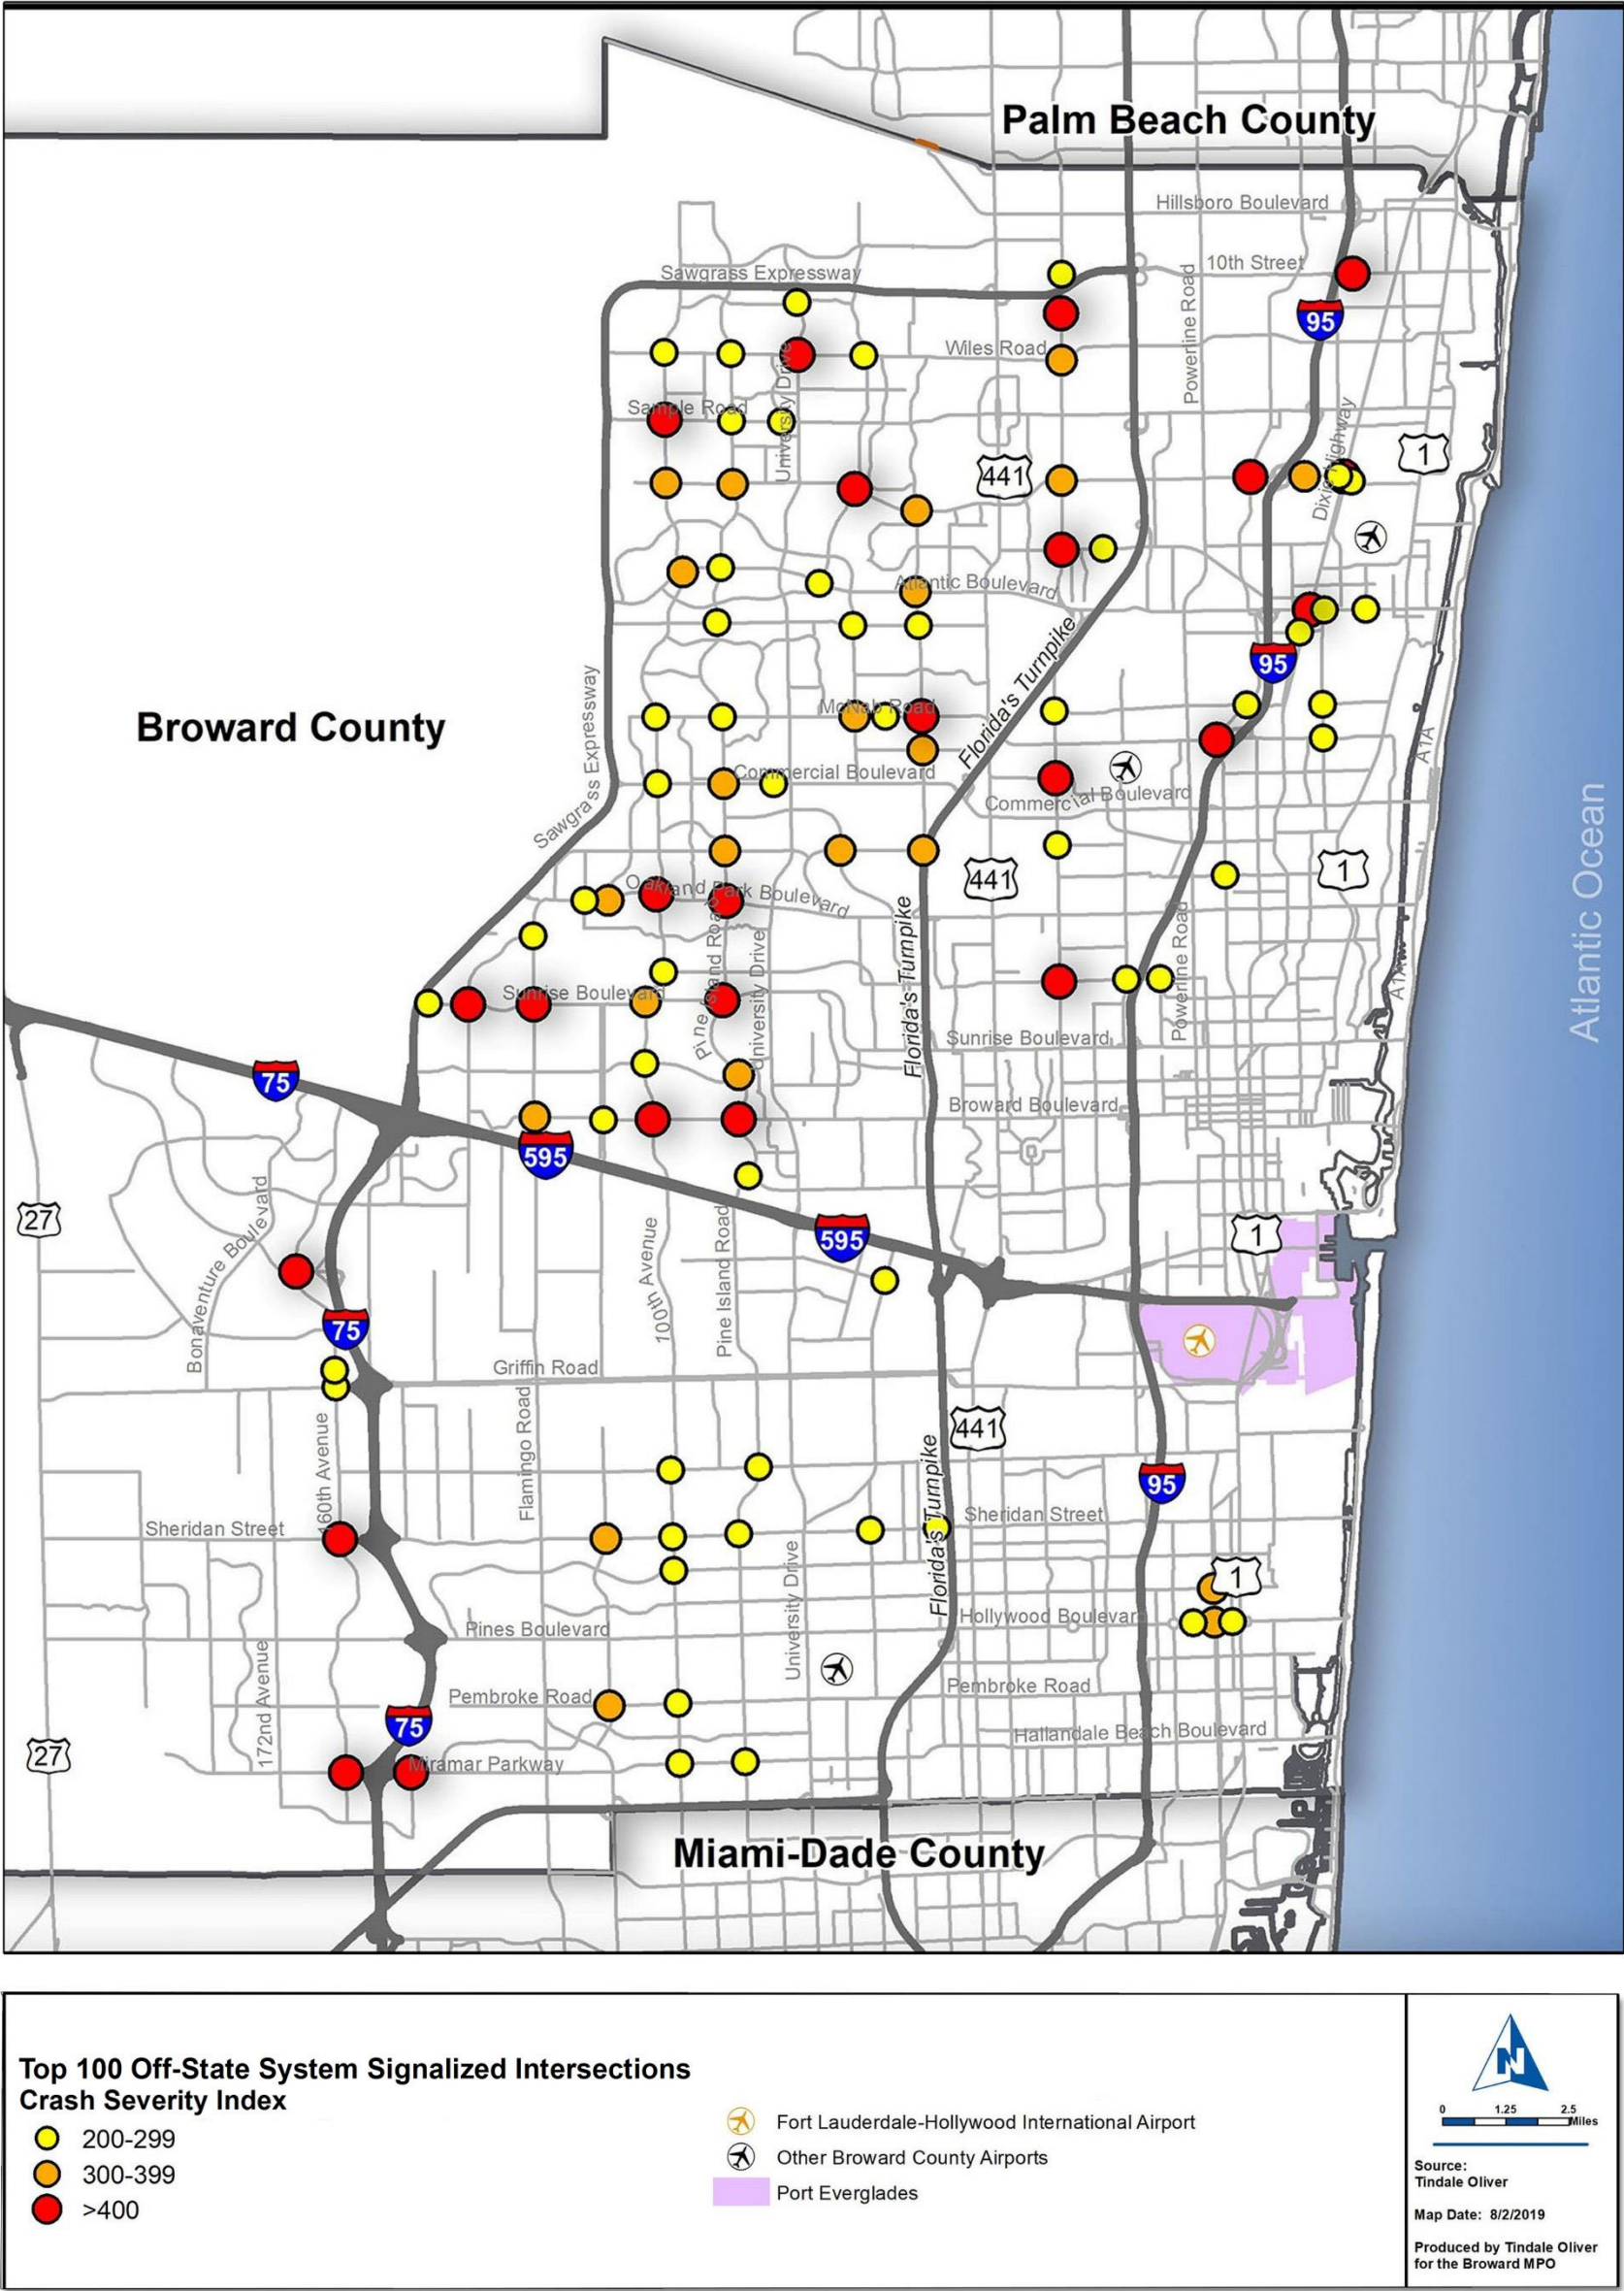 Palm Beach County
Hillsboro Boulevard
10th Street
Sawgrass Expressway
Powerline Road
95
Wiles Road
University Drive
Sample Road
Dixie Highway
1
441
Atlantic Boulevard
Florida's Turnpike
95
Sawgrass Expressway
Broward County
McNab Road
A1A
Commercial Boulevard
Commercial Boulevard
Atlantic Ocean
441
1
Oakland Park Boulevard
Pine Island Road
University Drive
Florida's Turnpike
Powerline Road
A1A
Sunrise Boulevard
Sunrise Boulevard
75
Broward Boulevard
595
27
Bonaventure Boulevard
595
1
100th Avenue
Pine Island Road
75
Griffin Road
Flamingo Road
160th Avenue
441
Florida's Turnpike
95
Sheridan Street
Sheridan Street
University Drive
1
Hollywood Boulevard
Pines Boulevard
172nd Avenue
Pembroke Road
Pembroke Road
75
Hallandale Beach Boulevard
27
Miramar Parkway
Miami-Dade County
Top 100 Off-State System Signalized Intersections
Crash Severity Index
200-299
300-399
>400
Fort Lauderdale-Hollywood International Airport
Other Broward County Airports
Port Everglades
N
0 1.25 2.5
Miles
Source:
Tindale Oliver
Map Date: 8/2/2019
Produced by Tindale Oliver
for the Broward MPO